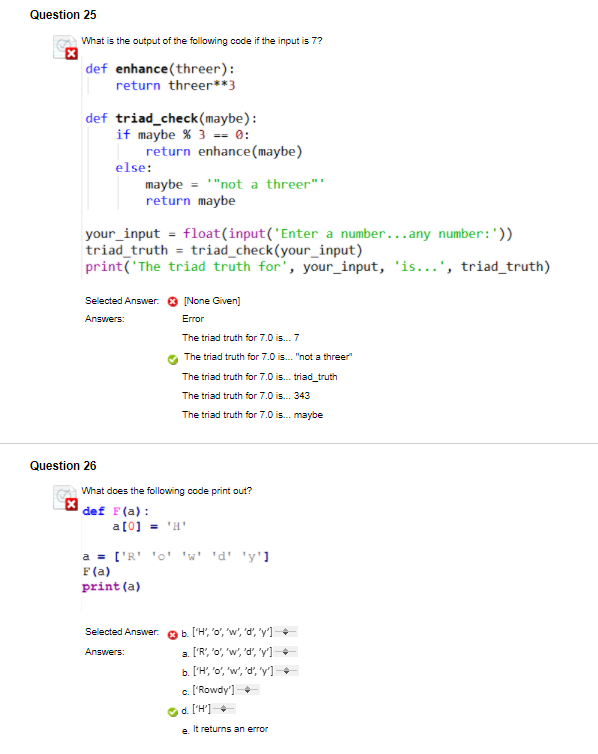 Question 25
What is the output of the following code if the input is 7?
def enhance(threer):
return threer**3
def triad_check(maybe):
if maybe % 3 == 0:
return enhance(maybe)
else:
maybe = '"not a threer"'
return maybe
your_input = float(input('Enter a number...any number:'))
triad_truth = triad_check(your_input)
print('The triad truth for', your_input, 'is...', triad_truth)
Selected Answer: [None Given]
Answers: Error
The triad truth for 7.0 is... 7
The triad truth for 7.0 is... "not a threer"
The triad truth for 7.0 is... triad_truth
The triad truth for 7.0 is... 343
The triad truth for 7.0 is... maybe
Question 26
What does the following code print out?
def F(a):
a[0] = 'H'
a = ['R' 'o' 'w' 'd' 'y']
F(a)
print(a)
Selected Answer: b. ['H', 'o', 'w', 'd', 'y']
Answers: a. ['R', 'o', 'w', 'd', 'y']
b. ['H', 'o', 'w', 'd', 'y']
c. ['Rowdy']
d. ['H']
e. It returns an error